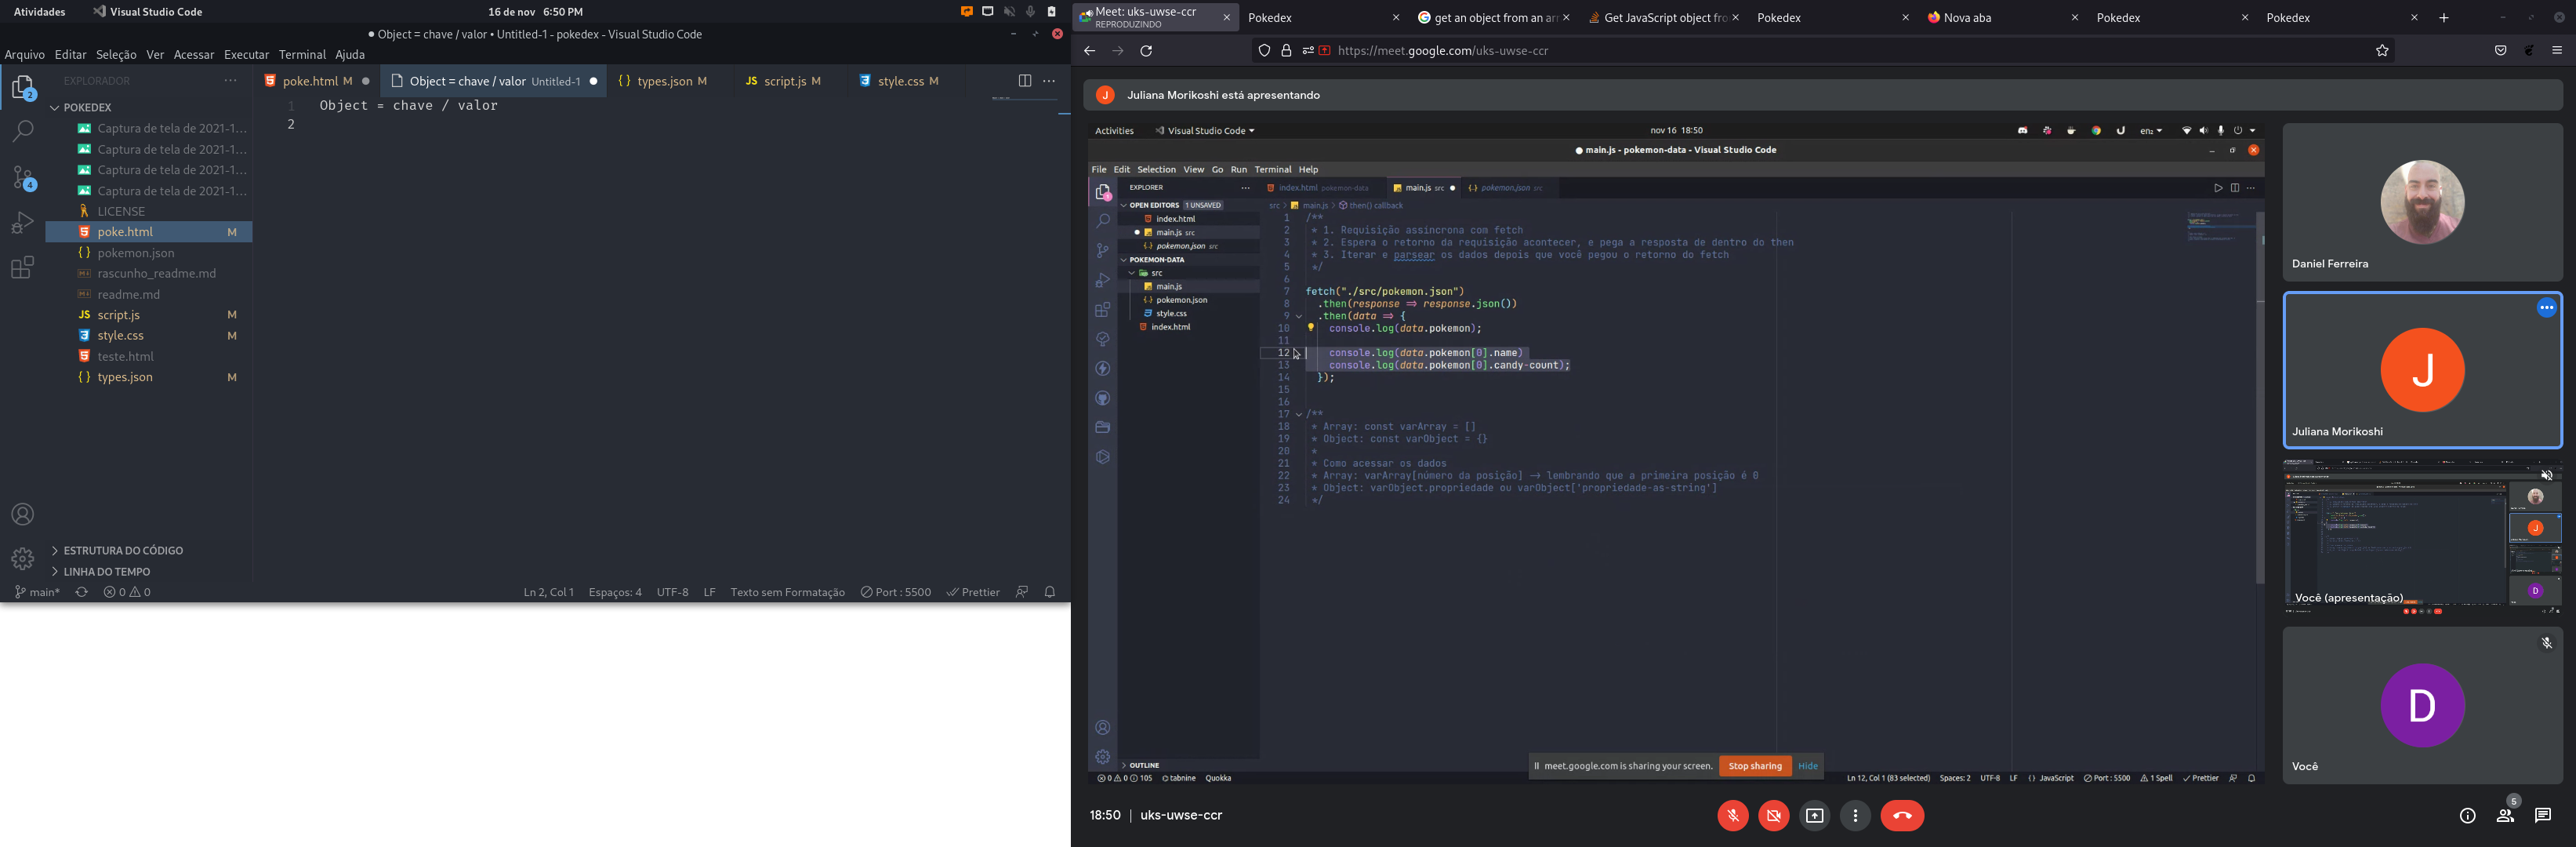 Atividades Visual Studio Code 16 de nov 6:50 PM
● Object = chave / valor • Untitled-1 - pokedex - Visual Studio Code
Arquivo Editar Seleção Ver Acessar Executar Terminal Ajuda
EXPLORADOR
poke.html M
Object = chave / valor Untitled-1
{ } types.json M
JS script.js M
style.css M
POKEDEX
Captura de tela de 2021-1...
Captura de tela de 2021-1...
Captura de tela de 2021-1...
Captura de tela de 2021-1...
LICENSE
poke.html M
{ } pokemon.json
rascunho_readme.md
readme.md
JS script.js M
style.css M
teste.html
{ } types.json M
2
4
1 Object = chave / valor
2
ESTRUTURA DO CÓDIGO
LINHA DO TEMPO
main* 0 0 Ln 2, Col 1 Espaços: 4 UTF-8 LF Texto sem Formatação Port : 5500 Prettier
Meet: uks-uwse-ccr
REPRODUZINDO
Pokedex
get an object from an arr
Get JavaScript object fro
Pokedex
Nova aba
Pokedex
Pokedex
https://meet.google.com/uks-uwse-ccr
J Juliana Morikoshi está apresentando
Activities Visual Studio Code nov 16 18:50 en₂
● main.js - pokemon-data - Visual Studio Code
File Edit Selection View Go Run Terminal Help
EXPLORER
index.html pokemon-data
main.js src
{ } pokemon.json src
OPEN EDITORS 1 UNSAVED
index.html
main.js src
{ } pokemon.json src
POKEMON-DATA
src
main.js
{ } pokemon.json
style.css
index.html
src > main.js > then() callback
1 /**
2 * 1. Requisição assincrona com fetch
3 * 2. Espera o retorno da requisição acontecer, e pega a resposta de dentro do then
4 * 3. Iterar e parsear os dados depois que você pegou o retorno do fetch
5 */
6
7 fetch("./src/pokemon.json")
8 .then(response ⇒ response.json())
9 .then(data ⇒ {
10 console.log(data.pokemon);
11
12 console.log(data.pokemon[0].name)
13 console.log(data.pokemon[0].candy-count);
14 });
15
16
17 /**
18 * Array: const varArray = []
19 * Object: const varObject = {}
20 *
21 * Como acessar os dados
22 * Array: varArray[número da posição] → lembrando que a primeira posição é 0
23 * Object: varObject.propriedade ou varObject['propriedade-as-string']
24 */
OUTLINE
0 0 105 tabnine Quokka
meet.google.com is sharing your screen. Stop sharing Hide
Ln 12, Col 1 (83 selected) Spaces: 2 UTF-8 LF { } JavaScript Port : 5500 1 Spell Prettier
Daniel Ferreira
J
Juliana Morikoshi
Você (apresentação)
D
Você
18:50 | uks-uwse-ccr
5